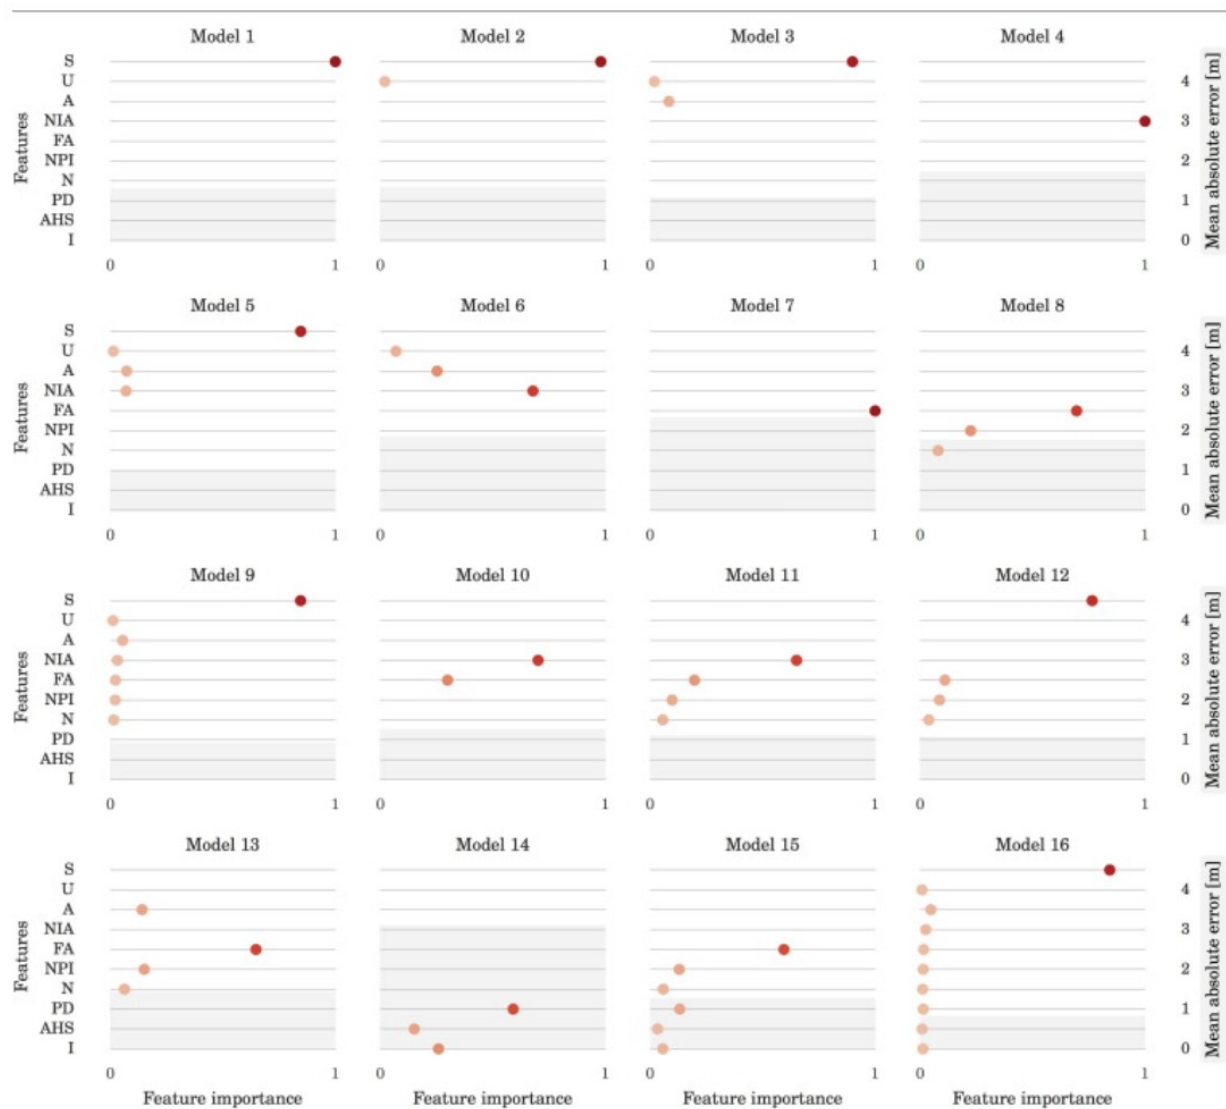 Model 1 Model 2 Model 3 Model 4
S
U 4
A
NIA 3
FA
NPI 2
N
PD 1
AHS
I 0
Features
Mean absolute error [m]
0 1 0 1 0 1 0 1
Model 5 Model 6 Model 7 Model 8
S
U 4
A
NIA 3
FA
NPI 2
N
PD 1
AHS
I 0
Features
Mean absolute error [m]
0 1 0 1 0 1 0 1
Model 9 Model 10 Model 11 Model 12
S
U 4
A
NIA 3
FA
NPI 2
N
PD 1
AHS
I 0
Features
Mean absolute error [m]
0 1 0 1 0 1 0 1
Model 13 Model 14 Model 15 Model 16
S
U 4
A
NIA 3
FA
NPI 2
N
PD 1
AHS
I 0
Features
Mean absolute error [m]
0 1 0 1 0 1 0 1
Feature importance Feature importance Feature importance Feature importance